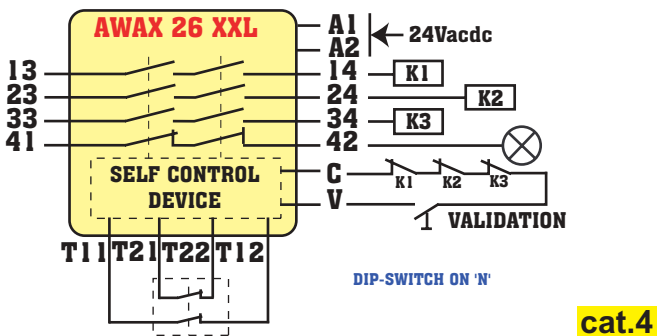 AWAX 26 XXL
A1
A2
24Vacdc
13
14
K1
23
24
K2
33
34
K3
41
42
SELF CONTROL
DEVICE
C
K1
K2
K3
V
VALIDATION
T11
T21
T22
T12
DIP-SWITCH ON 'N'
cat.4